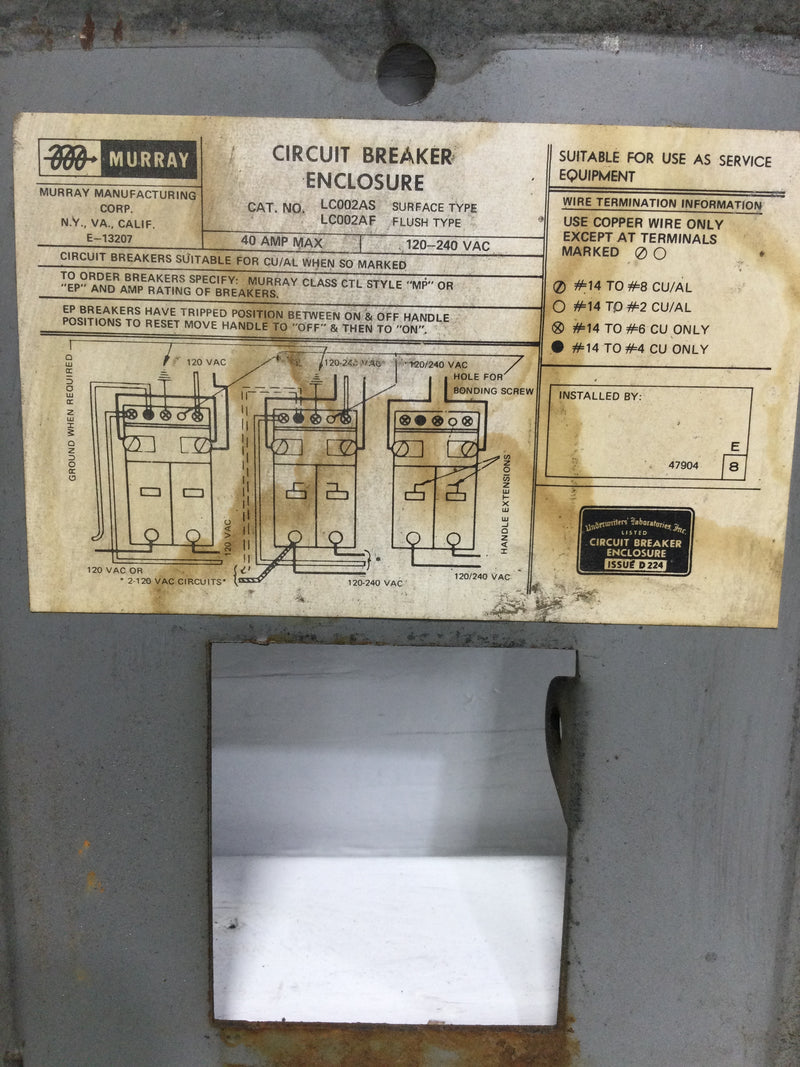 MURRAY
MURRAY MANUFACTURING
CORP.
N.Y., VA., CALIF.
E-13207
CIRCUIT BREAKER
ENCLOSURE
CAT. NO. LC002AS SURFACE TYPE
LC002AF FLUSH TYPE
40 AMP MAX 120-240 VAC
CIRCUIT BREAKERS SUITABLE FOR CU/AL WHEN SO MARKED
TO ORDER BREAKERS SPECIFY: MURRAY CLASS CTL STYLE "MP" OR
"EP" AND AMP RATING OF BREAKERS.
EP BREAKERS HAVE TRIPPED POSITION BETWEEN ON & OFF HANDLE
POSITIONS TO RESET MOVE HANDLE TO "OFF" & THEN TO "ON".
GROUND WHEN REQUIRED
120 VAC
120-240 VAC
120/240 VAC
HOLE FOR
BONDING SCREW
120 VAC
HANDLE EXTENSIONS
120 VAC OR
* 2-120 VAC CIRCUITS*
*
120-240 VAC
120/240 VAC
SUITABLE FOR USE AS SERVICE
EQUIPMENT
WIRE TERMINATION INFORMATION
USE COPPER WIRE ONLY
EXCEPT AT TERMINALS
MARKED ⊘ ○
⊘ #14 TO #8 CU/AL
○ #14 TO #2 CU/AL
⊗ #14 TO #6 CU ONLY
● #14 TO #4 CU ONLY
INSTALLED BY:
47904
E
8
Underwriters' Laboratories, Inc.
LISTED
CIRCUIT BREAKER
ENCLOSURE
ISSUE D 224